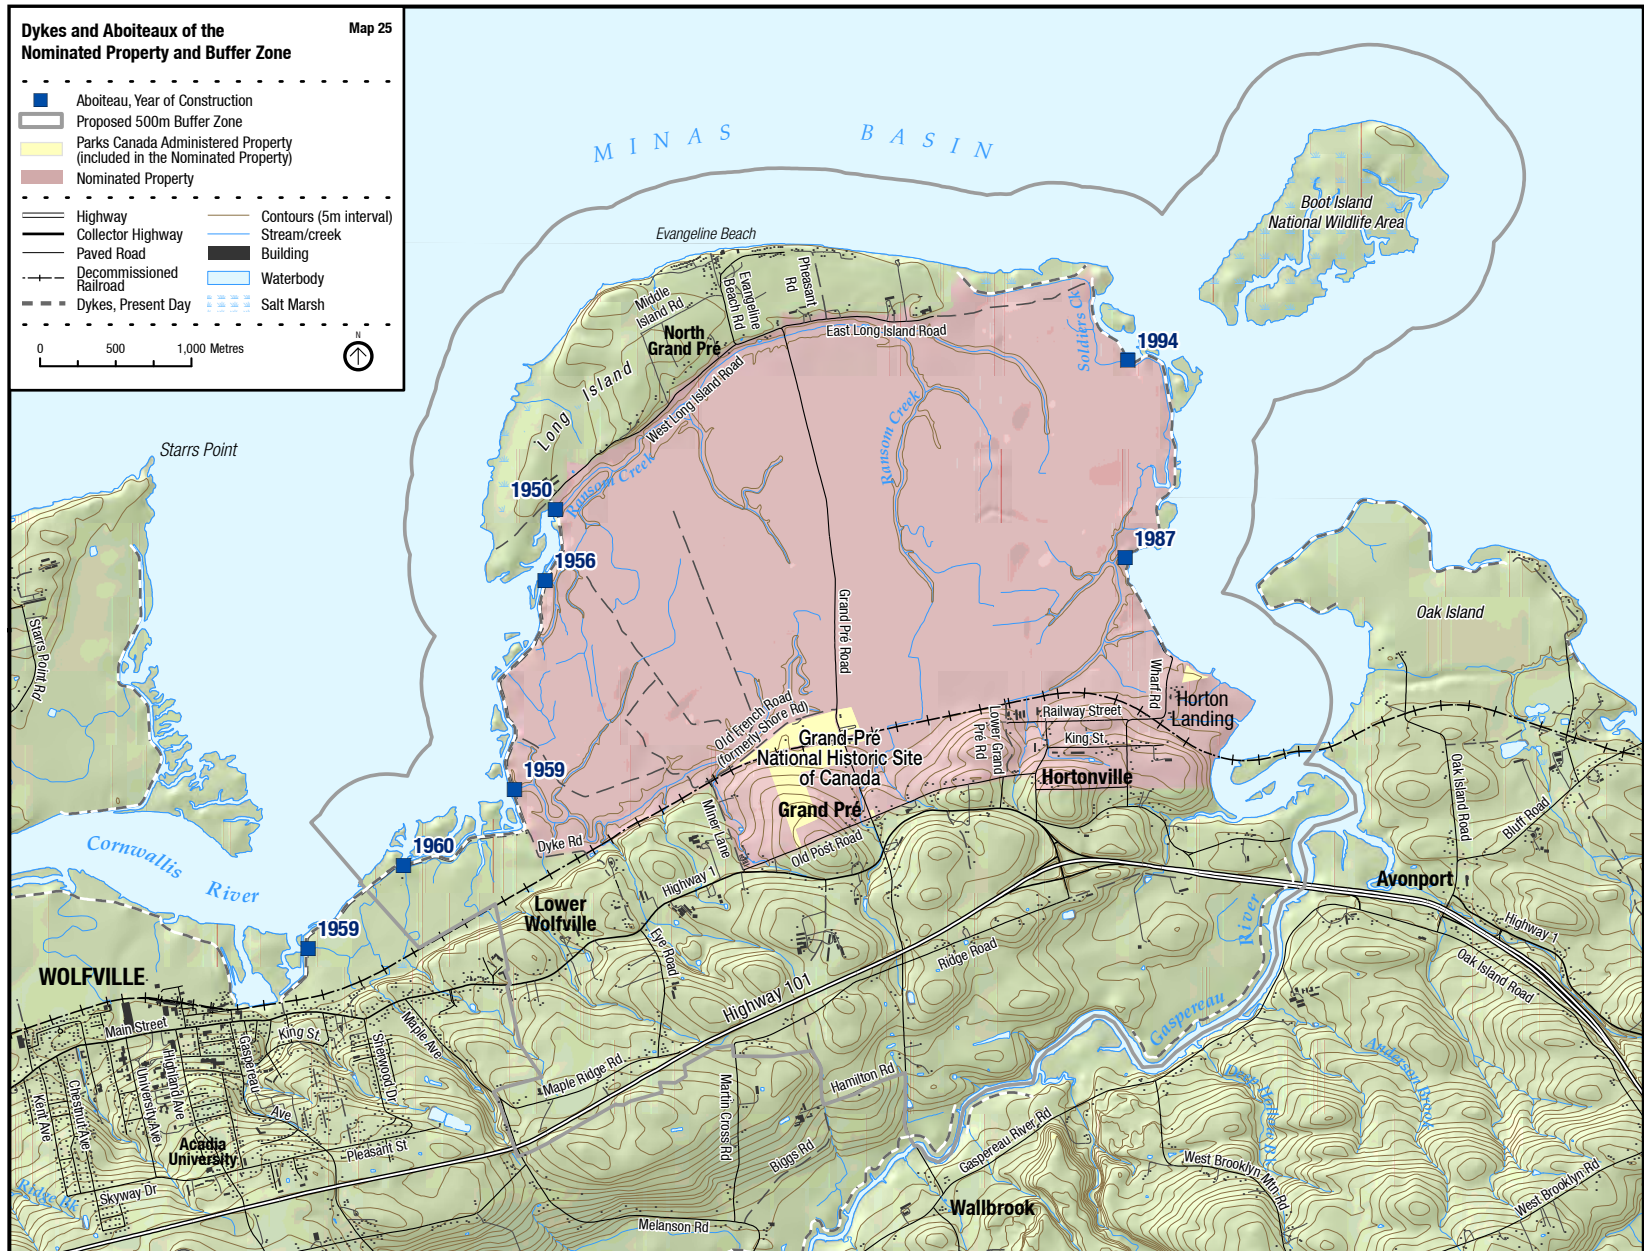 Dykes and Aboiteaux of the
Nominated Property and Buffer Zone
Map 25
Aboiteau, Year of Construction
Proposed 500m Buffer Zone
Parks Canada Administered Property
(included in the Nominated Property)
Nominated Property
Highway
Collector Highway
Paved Road
Decommissioned
Railroad
Dykes, Present Day
Contours (5m interval)
Stream/creek
Building
Waterbody
Salt Marsh
0 500 1,000 Metres
N
MINAS BASIN
Boot Island
National Wildlife Area
Evangeline Beach
Middle
Island Rd
Evangeline
Beach Rd
Pheasant
Rd
North
Grand Pré
East Long Island Road
Soldiers Ck
1994
Long Island
West Long Island Road
Ransom Creek
Ransom Creek
Starrs Point
1950
1956
1987
Grand Pré Road
Oak Island
Starrs Point Rd
Wharf Rd
Horton
Landing
Old French Road
(formerly Shore Rd)
Railway Street
King St.
Lower Grand
Pré Rd
Hortonville
Grand-Pré
National Historic Site
of Canada
Grand Pré
1959
Oak Island Road
Bluff Road
Miner Lane
Old Post Road
Dyke Rd
1960
Cornwallis
River
Highway 1
Avonport
Lower
Wolfville
1959
Highway 1
River
Eye Road
Ridge Road
Oak Island Road
WOLFVILLE
Highway 101
Gaspereau
Main Street
King St.
Maple Ave
Gaspereau
Ave
Sherwood Dr
Highland Ave
University Ave
Chestnut Ave
Kent Ave
Maple Ridge Rd
Martin Cross Rd
Hamilton Rd
Anderson Brook
Deep Hollow Bk
Acadia
University
Pleasant St
Biggs Rd
Gaspereau River Rd
West Brooklyn Mtn Rd
West Brooklyn Rd
Skyway Dr
Ridge Bk
Melanson Rd
Wallbrook